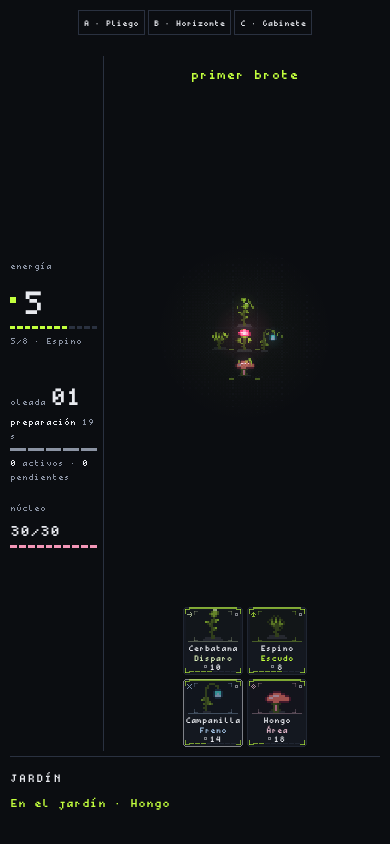 A · Pliego
B · Horizonte
C · Gabinete
primer brote
energía
5
5/8 · Espino
oleada 01
preparación 19
s
0 activos · 0
pendientes
núcleo
30/30
Cerbatana
Disparo
10
Espino
Escudo
8
Campanilla
Freno
14
Hongo
Área
18
JARDÍN
En el jardín · Hongo